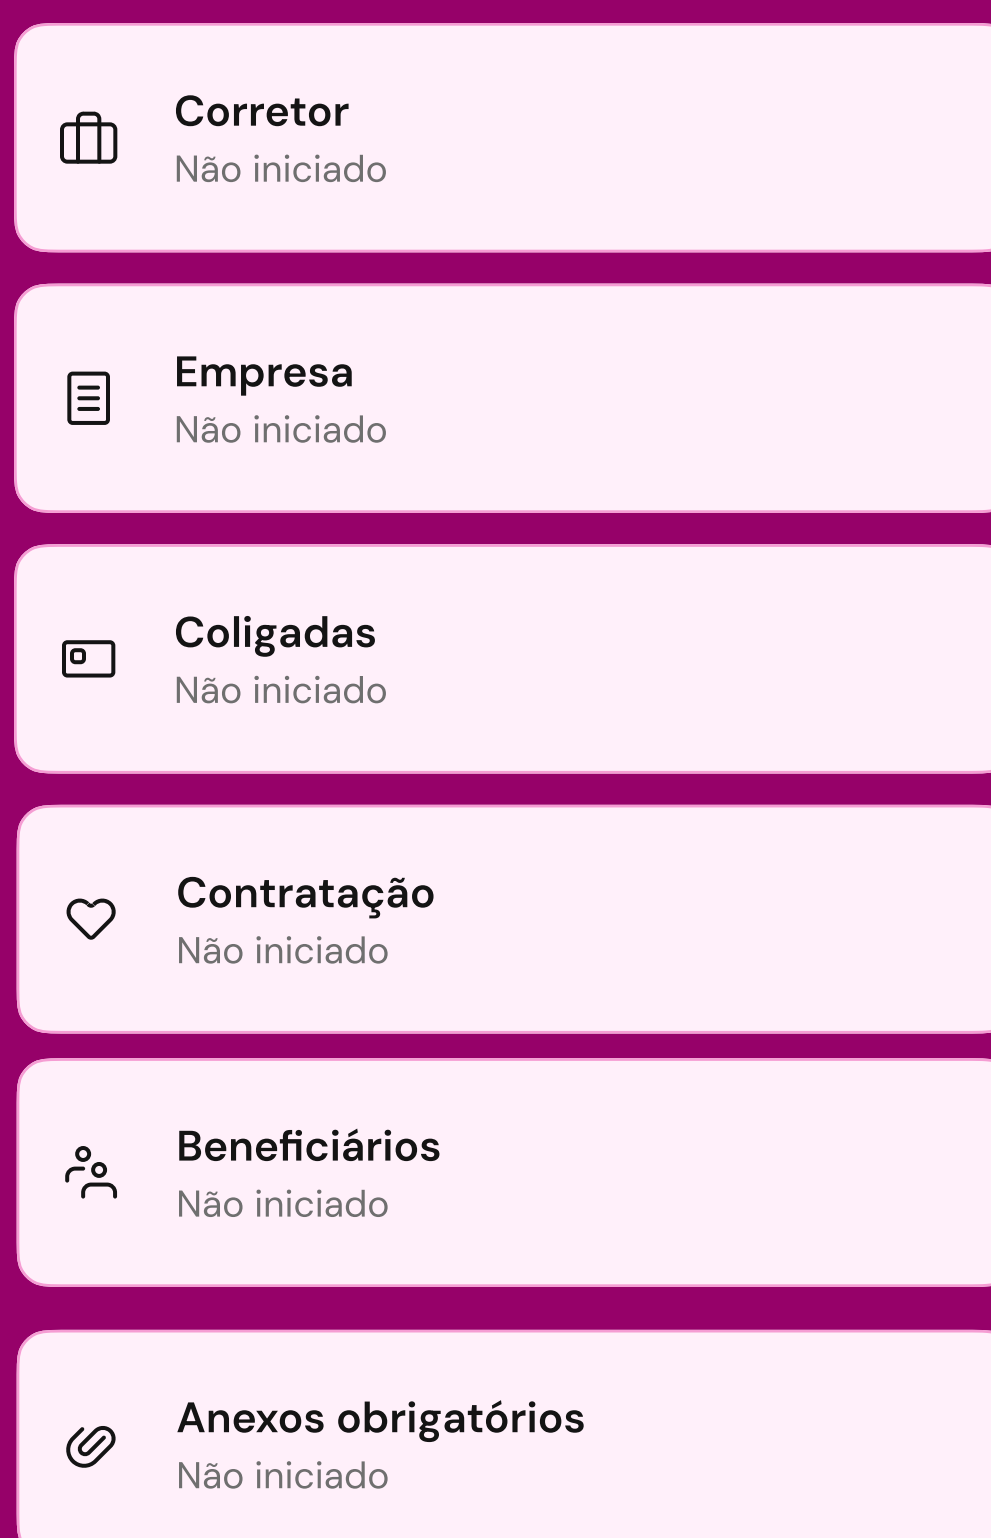 Corretor
Não iniciado
Empresa
Não iniciado
Coligadas
Não iniciado
Contratação
Não iniciado
Beneficiários
Não iniciado
Anexos obrigatórios
Não iniciado